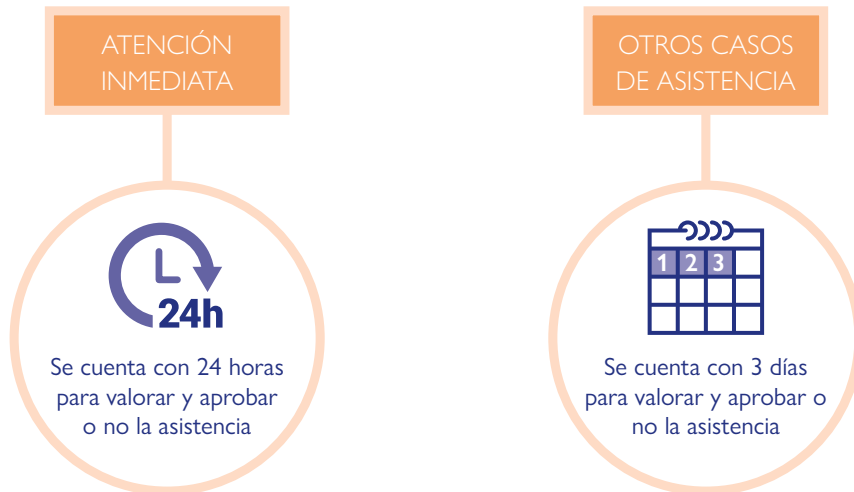 ATENCIÓN
INMEDIATA
24h
Se cuenta con 24 horas
para valorar y aprobar
o no la asistencia
OTROS CASOS
DE ASISTENCIA
1 2 3
Se cuenta con 3 días
para valorar y aprobar o
no la asistencia